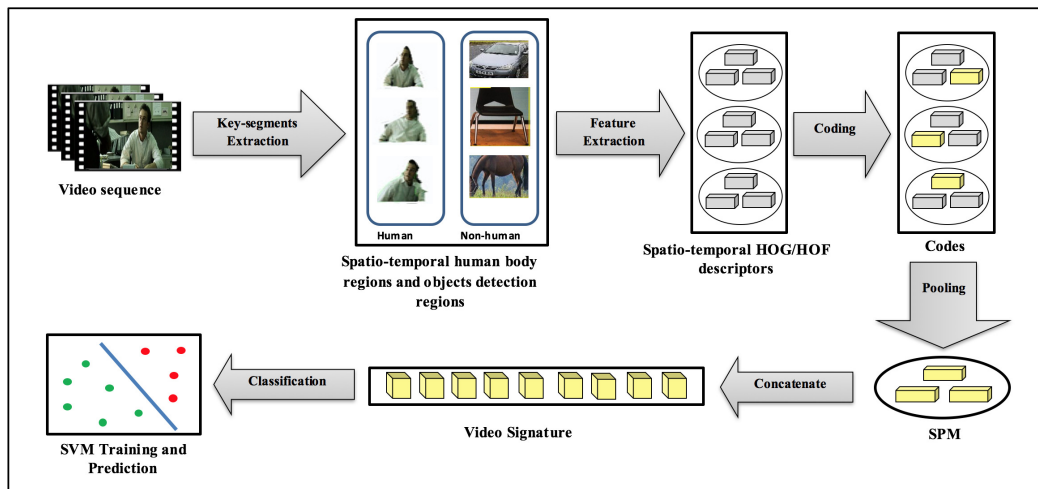 Video sequence
Key-segments
Extraction
Human
Non-human
Spatio-temporal human body
regions and objects detection
regions
Feature
Extraction
Spatio-temporal HOG/HOF
descriptors
Coding
Codes
Pooling
SPM
Concatenate
Video Signature
Classification
SVM Training and
Prediction